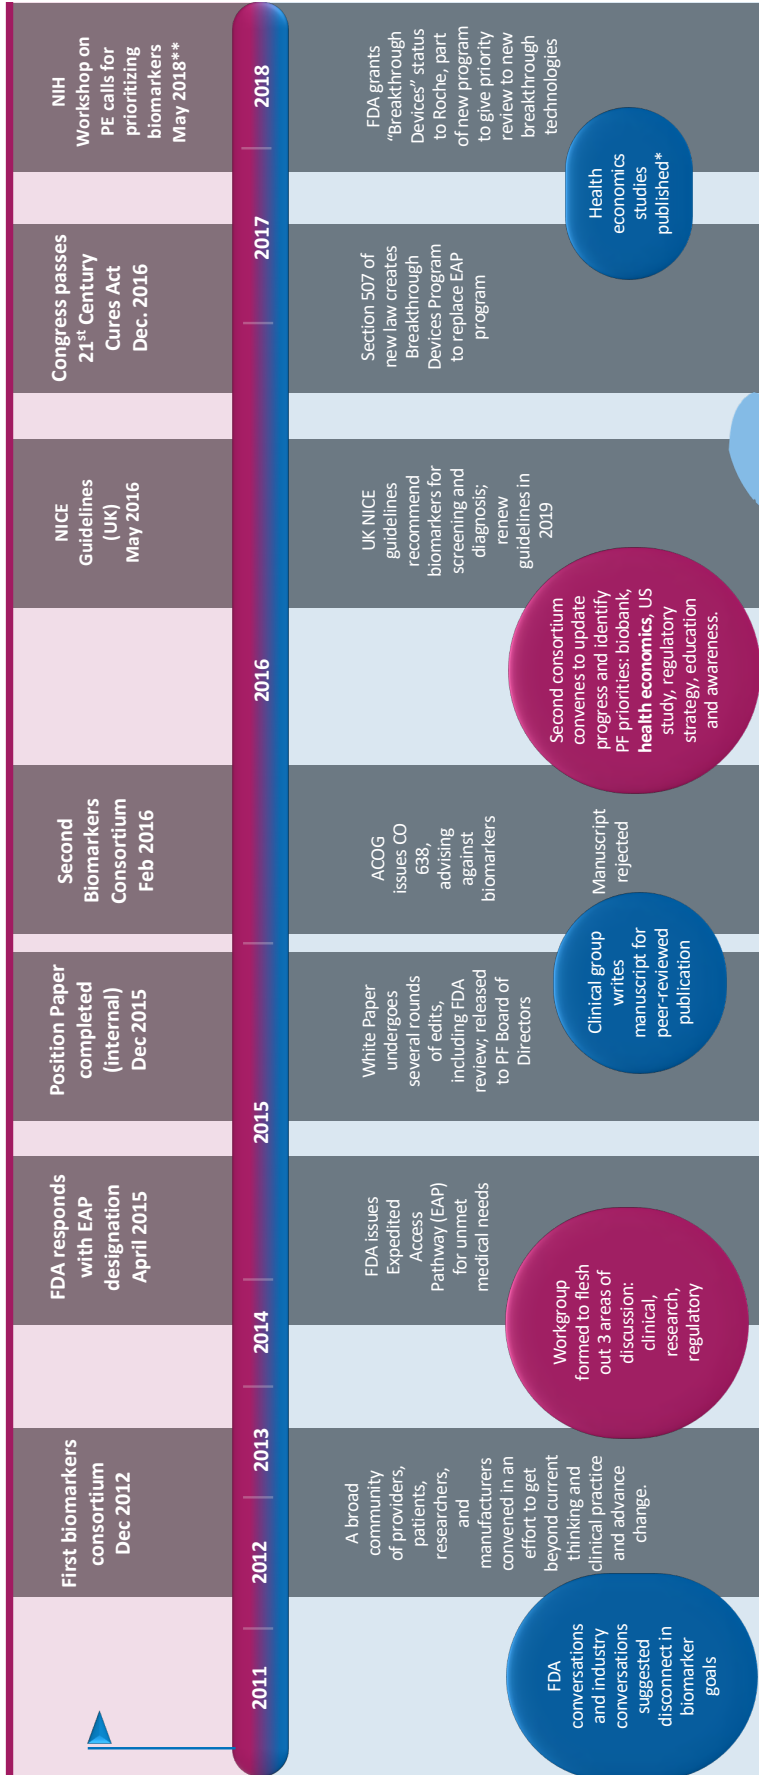 First biomarkers
consortium
Dec 2012
FDA responds
with EAP
designation
April 2015
Position Paper
completed
(internal)
Dec 2015
Second
Biomarkers
Consortium
Feb 2016
NICE
Guidelines
(UK)
May 2016
Congress passes
21st Century
Cures Act
Dec. 2016
NIH
Workshop on
PE calls for
prioritizing
biomarkers
May 2018**
2011
2012
2013
2014
2015
2016
2017
2018
A broad
community
of providers,
patients,
researchers,
and
manufacturers
convened in an
effort to get
beyond current
thinking and
clinical practice
and advance
change.
FDA issues
Expedited
Access
Pathway (EAP)
for unmet
medical needs
White Paper
undergoes
several rounds
of edits,
including FDA
review; released
to PF Board of
Directors
ACOG
issues CO
638,
advising
against
biomarkers
UK NICE
guidelines
recommend
biomarkers for
screening and
diagnosis;
renew
guidelines in
2019
Section 507 of
new law creates
Breakthrough
Devices Program
to replace EAP
program
FDA grants
“Breakthrough
Devices” status
to Roche, part
of new program
to give priority
review to new
breakthrough
technologies
FDA
conversations
and industry
conversations
suggested
disconnect in
biomarker
goals
Workgroup
formed to flesh
out 3 areas of
discussion:
clinical,
research,
regulatory
Clinical group
writes
manuscript for
peer-reviewed
publication
Manuscript
rejected
Second consortium
convenes to update
progress and identify
PF priorities: biobank,
health economics, US
study, regulatory
strategy, education
and awareness.
Health
economics
studies
published*